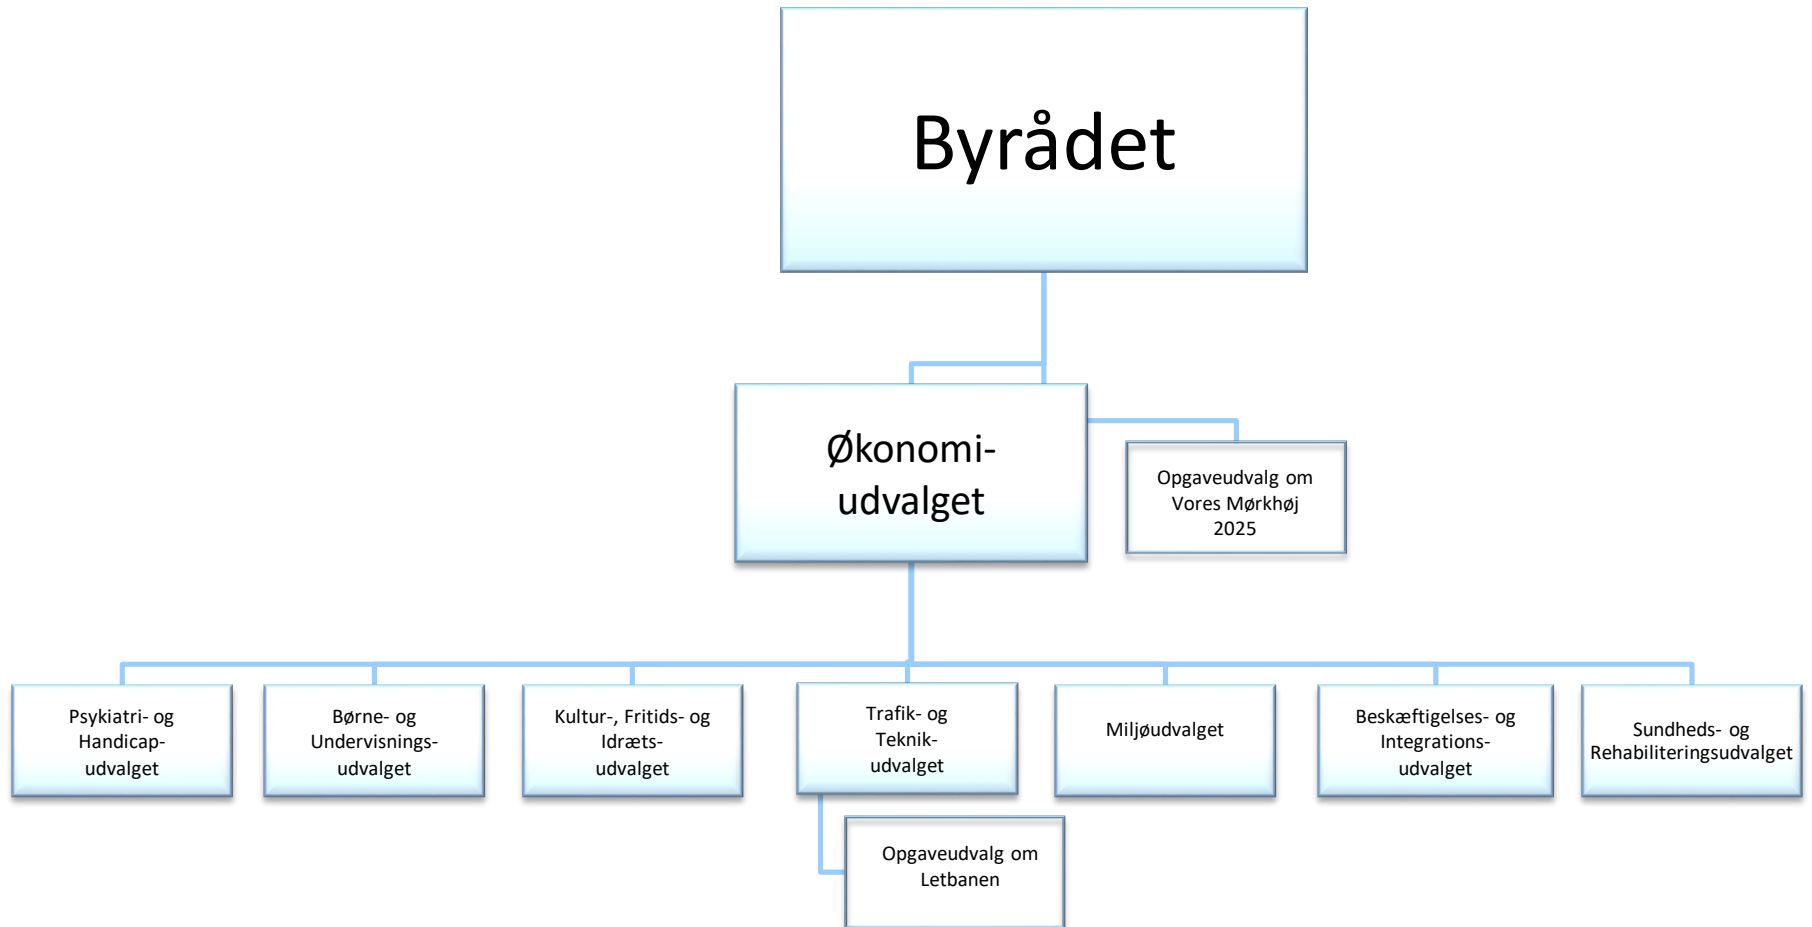 Byrådet
Økonomi-
udvalget
Opgaveudvalg om
Vores Mørkhøj
2025
Psykiatri- og
Handicap-
udvalget
Børne- og
Undervisnings-
udvalget
Kultur-, Fritids- og
Idræts-
udvalget
Trafik- og
Teknik-
udvalget
Miljøudvalget
Beskæftigelses- og
Integrations-
udvalget
Sundheds- og
Rehabiliteringsudvalget
Opgaveudvalg om
Letbanen